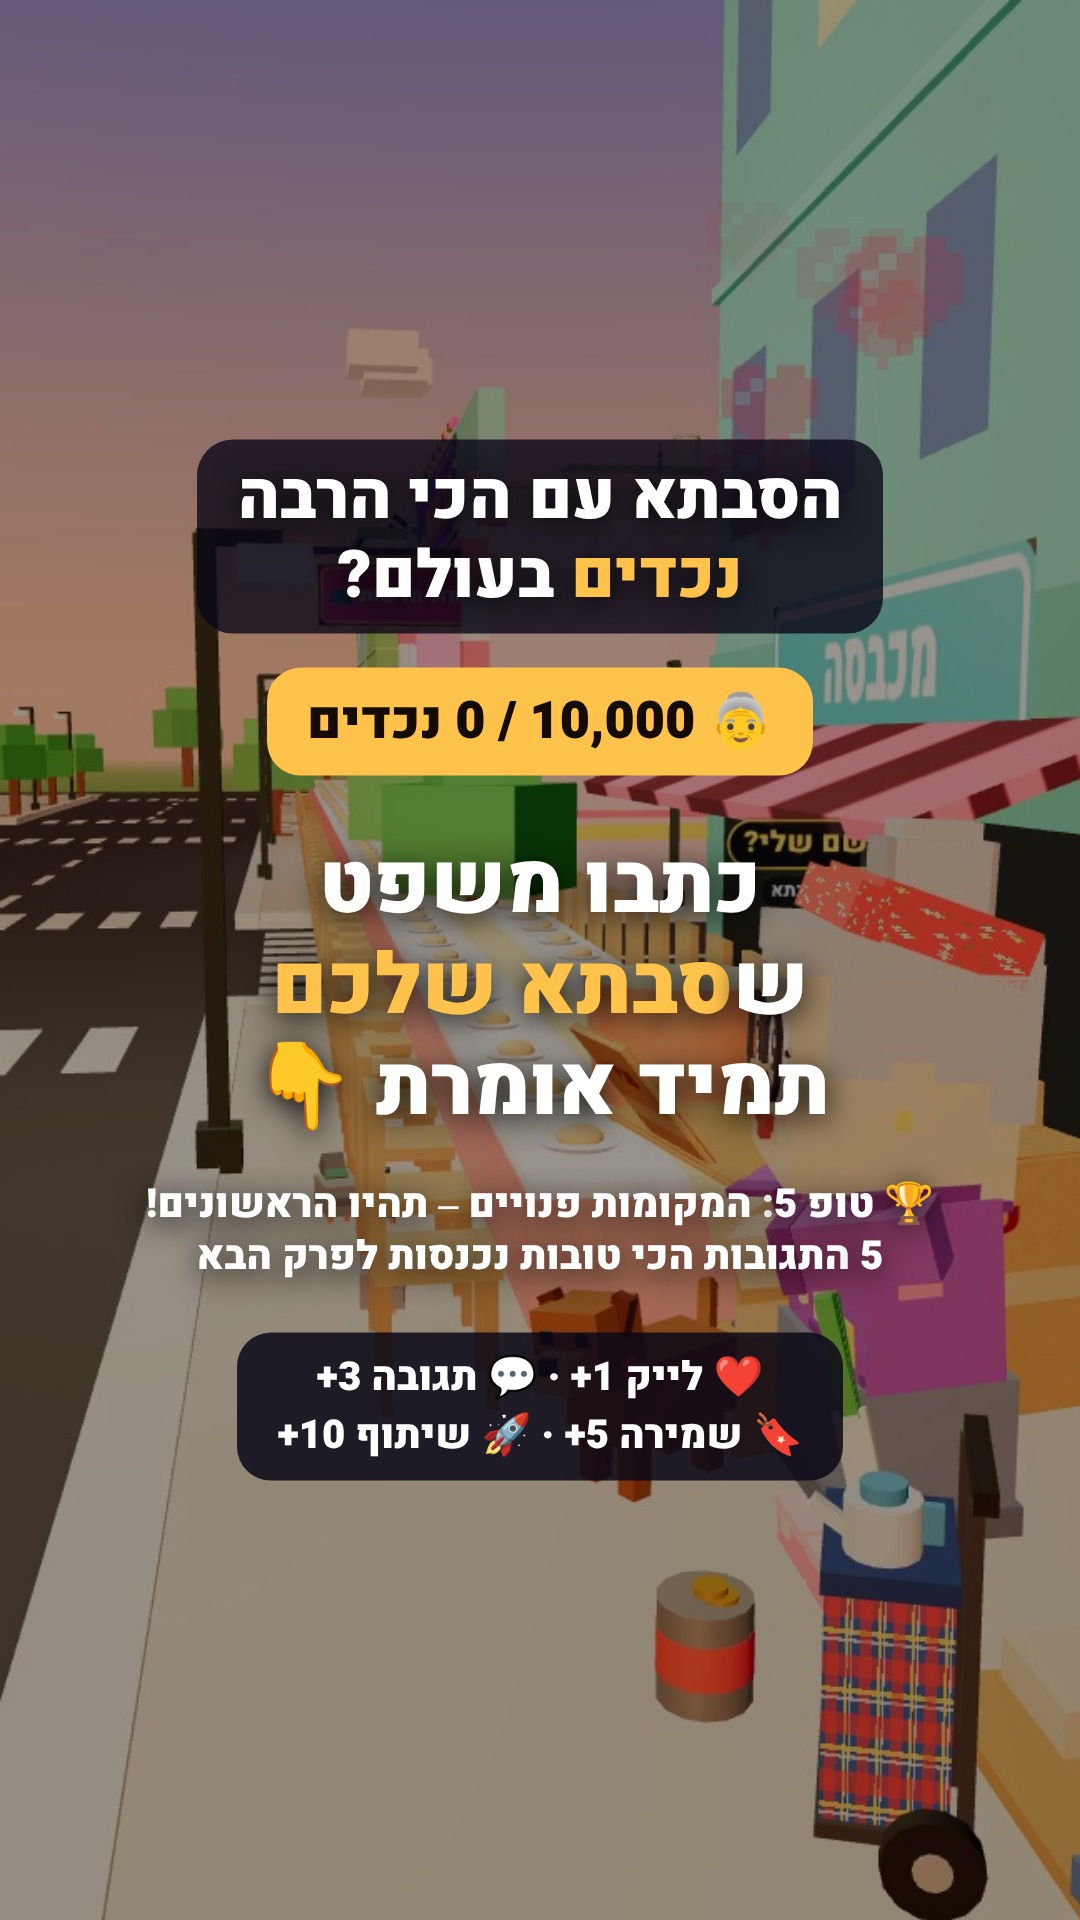 הסבתא עם הכי הרבה
נכדים בעולם?
מכבסה
👵 0 / 10,000 נכדים
שם שלי?
כתבו משפט
שסבתא שלכם
תמיד אומרת 👇
🏆 טופ 5: המקומות פנויים – תהיו הראשונים!
5 התגובות הכי טובות נכנסות לפרק הבא
❤️ לייק 1+ · 💬 תגובה 3+
🔖 שמירה 5+ · 🚀 שיתוף 10+